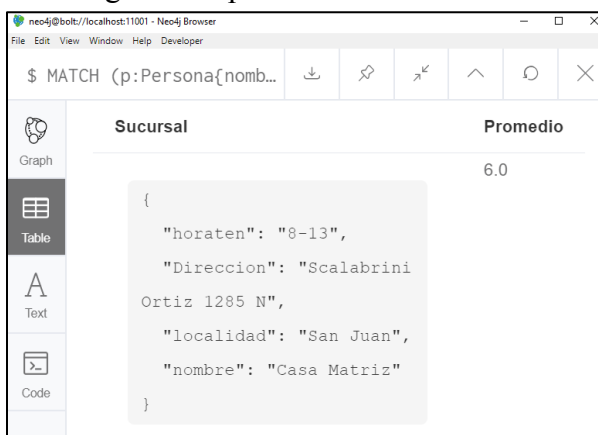 neo4j@bolt://localhost:11001 - Neo4j Browser
File Edit View Window Help Developer
$ MATCH (p:Persona{nomb...
Sucursal Promedio
Graph
6.0
{
"horaten": "8-13",
Table
"Direccion": "Scalabrini
Ortiz 1285 N",
A
"localidad": "San Juan",
Text
"nombre": "Casa Matriz"
Code
}